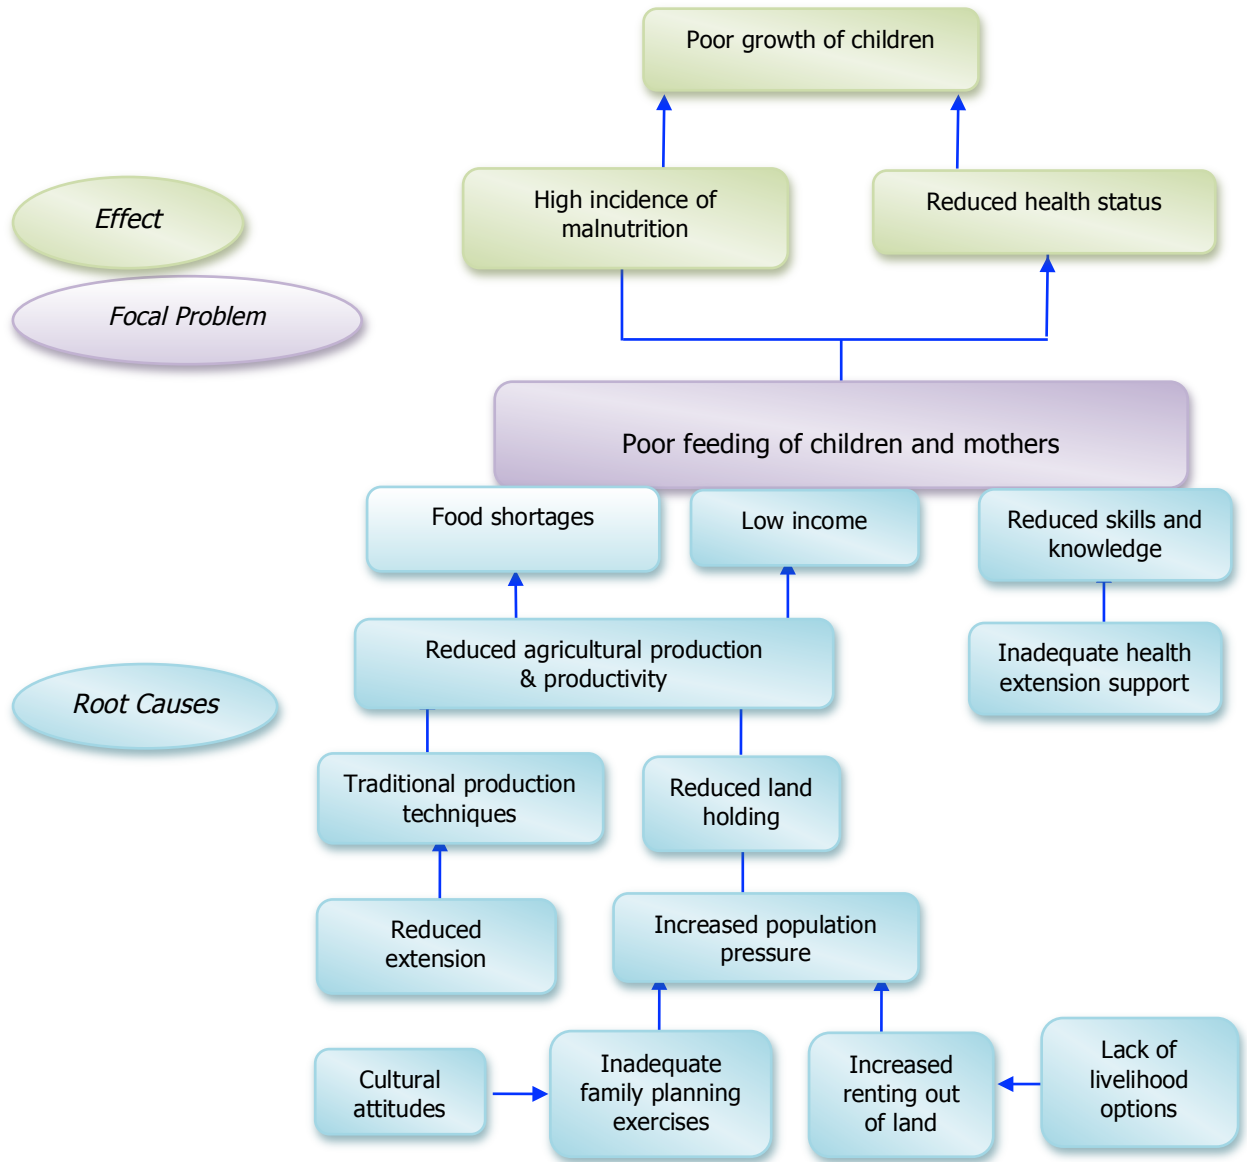 Poor growth of children
High incidence of
malnutrition
Reduced health status
Effect
Focal Problem
Poor feeding of children and mothers
Food shortages
Low income
Reduced skills and
knowledge
Reduced agricultural production
& productivity
Inadequate health
extension support
Root Causes
Traditional production
techniques
Reduced land
holding
Reduced
extension
Increased population
pressure
Cultural
attitudes
Inadequate
family planning
exercises
Increased
renting out
of land
Lack of
livelihood
options